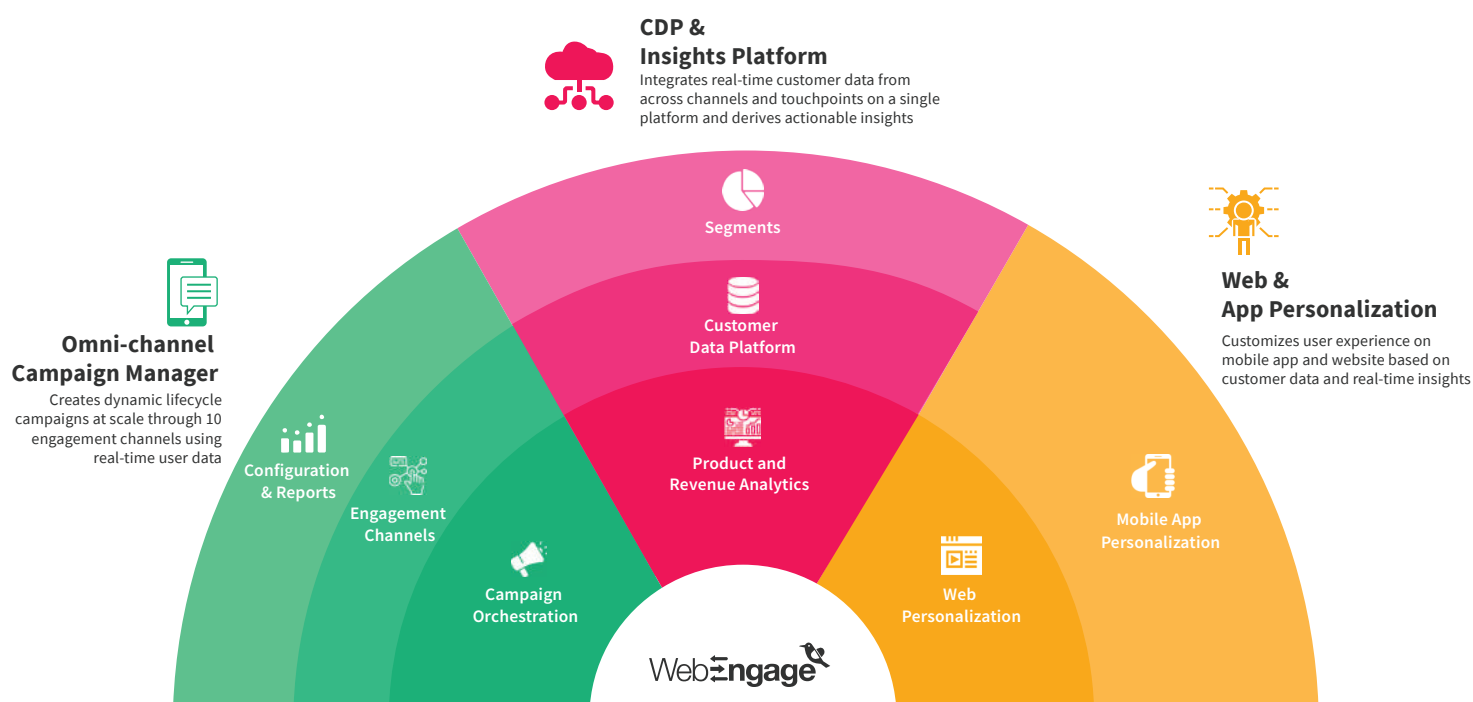 CDP &
Insights Platform
Integrates real-time customer data from
across channels and touchpoints on a single
platform and derives actionable insights
Omni-channel
Campaign Manager
Creates dynamic lifecycle
campaigns at scale through 10
engagement channels using
real-time user data
Web &
App Personalization
Customizes user experience on
mobile app and website based on
customer data and real-time insights
Segments
Customer
Data Platform
Product and
Revenue Analytics
Configuration
& Reports
Engagement
Channels
Campaign
Orchestration
Web
Personalization
Mobile App
Personalization
WebEngage